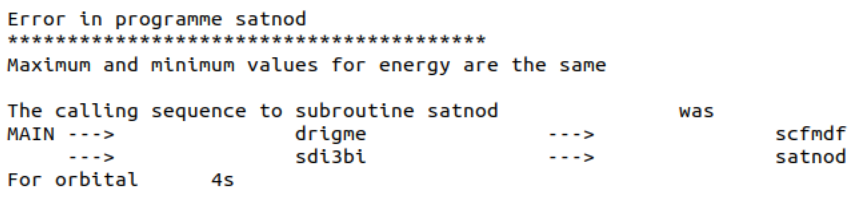 Error in programme satnod
****************************************
Maximum and minimum values for energy are the same
The calling sequence to subroutine satnod was
MAIN ---> drigme ---> scfmdf
---> sdi3bi ---> satnod
For orbital 4s